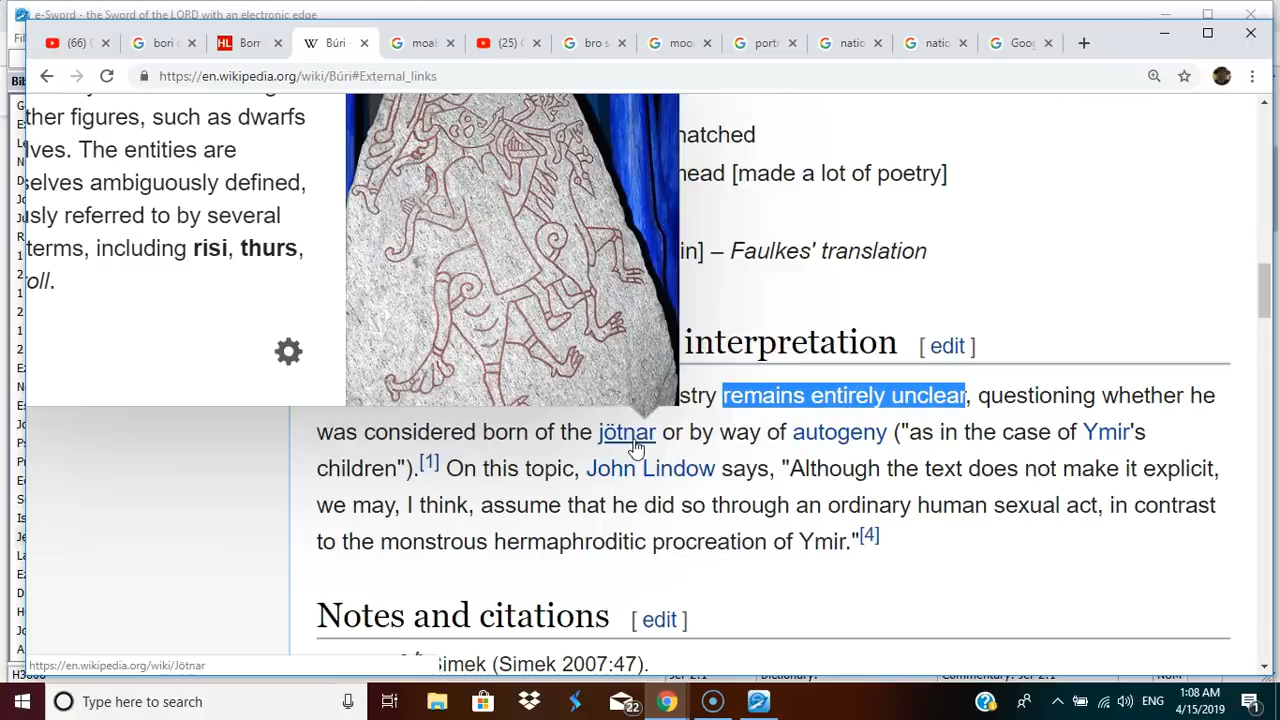 e-Sword - the Sword of the LORD with an electronic edge
(66)
bori
Borr
Búri -
moab
(25)
bro s
moo
portr
natio
natio
Goog
https://en.wikipedia.org/wiki/Búri#External_links
Bib
ther figures, such as dwarfs
lves. The entities are
selves ambiguously defined,
usly referred to by several
terms, including risi, thurs,
oll.
hatched
head [made a lot of poetry]
in] – Faulkes' translation
interpretation [ edit ]
stry remains entirely unclear, questioning whether he
was considered born of the jötnar or by way of autogeny ("as in the case of Ymir's
children").[1] On this topic, John Lindow says, "Although the text does not make it explicit,
we may, I think, assume that he did so through an ordinary human sexual act, in contrast
to the monstrous hermaphroditic procreation of Ymir."[4]
Notes and citations [ edit ]
Simek (Simek 2007:47).
https://en.wikipedia.org/wiki/Jötnar
Type here to search
22
ENG
1:08 AM
4/15/2019
1